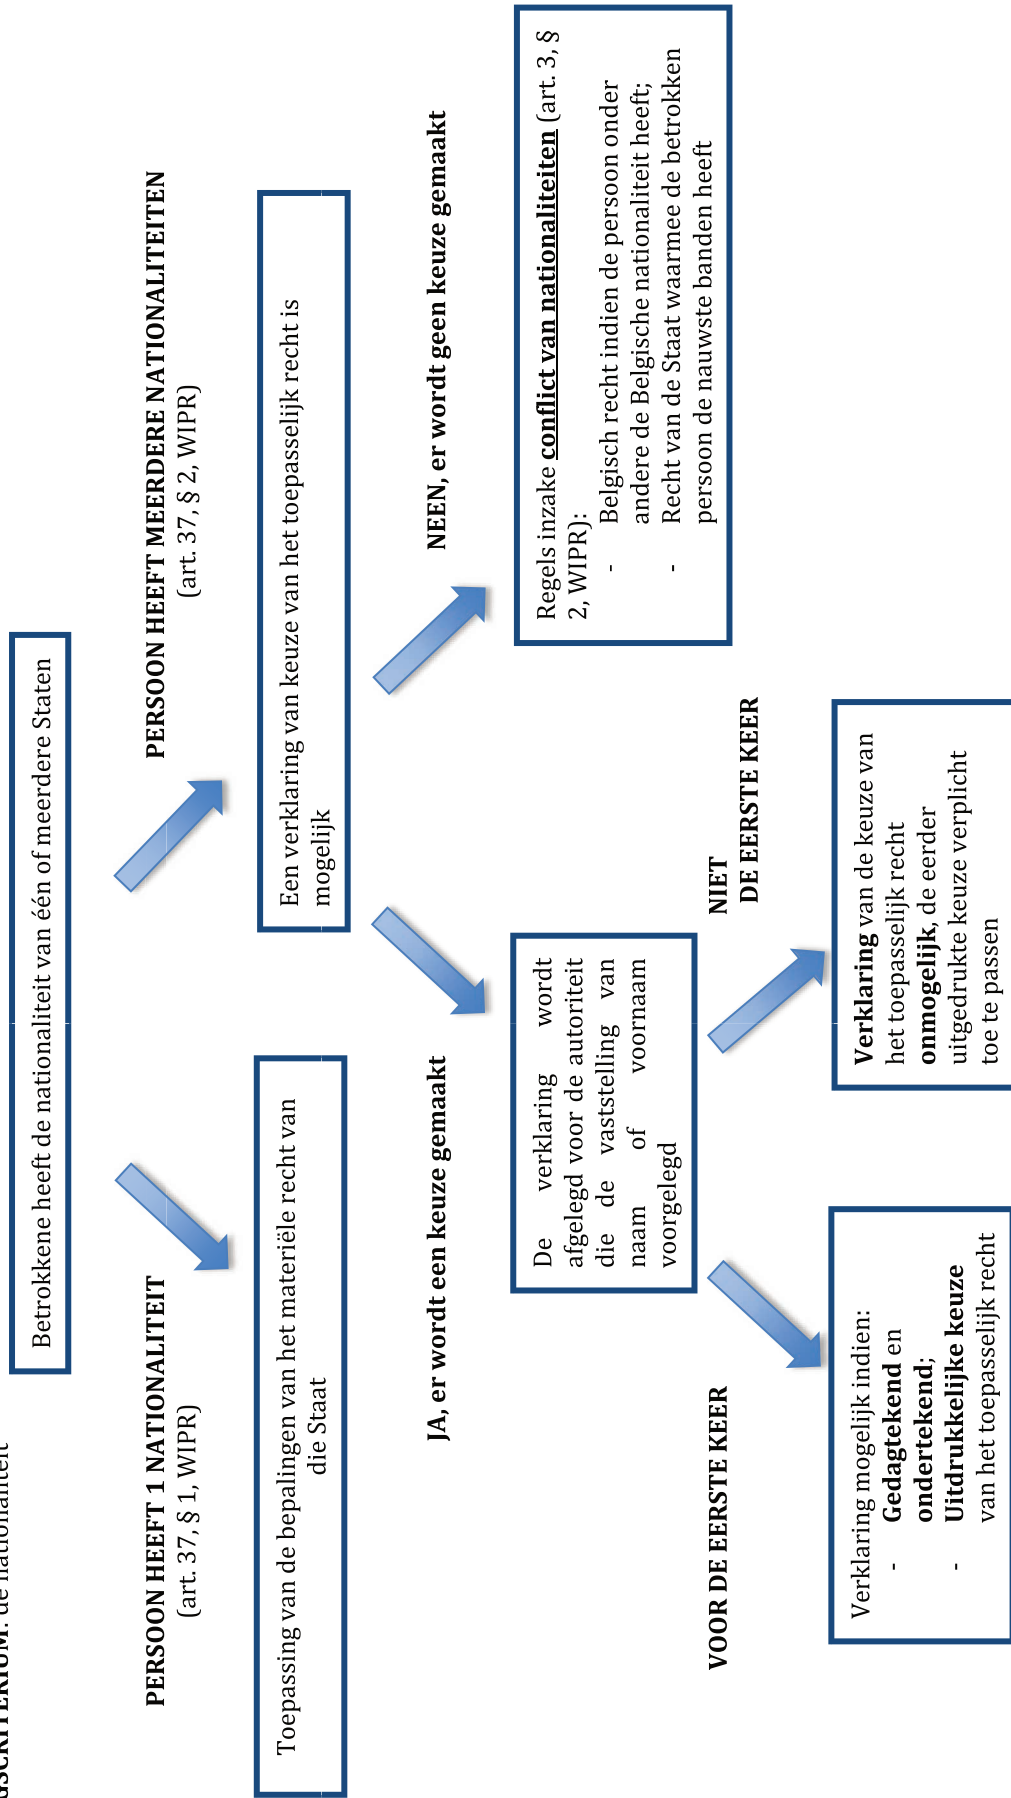 de nationaliteit
Betrokkene heeft de nationaliteit van één of meerdere Staten
PERSOON HEEFT 1 NATIONALITEIT
(art. 37, § 1, WIPR)
PERSOON HEEFT MEERDERE NATIONALITEITEN
(art. 37, § 2, WIPR)
Toepassing van de bepalingen van het materiële recht van
die Staat
Een verklaring van keuze van het toepasselijk recht is
mogelijk
JA, er wordt een keuze gemaakt
NEEN, er wordt geen keuze gemaakt
De verklaring wordt
afgelegd voor de autoriteit
die de vaststelling van
naam of voornaam
voorgelegd
Regels inzake conflict van nationaliteiten (art. 3, §
2, WIPR):
- Belgisch recht indien de persoon onder
andere de Belgische nationaliteit heeft;
- Recht van de Staat waarmee de betrokken
persoon de nauwste banden heeft
VOOR DE EERSTE KEER
NIET
DE EERSTE KEER
Verklaring mogelijk indien:
- Gedagtekend en
ondertekend;
- Uitdrukkelijke keuze
van het toepasselijk recht
Verklaring van de keuze van
het toepasselijk recht
onmogelijk, de eerder
uitgedrukte keuze verplicht
toe te passen